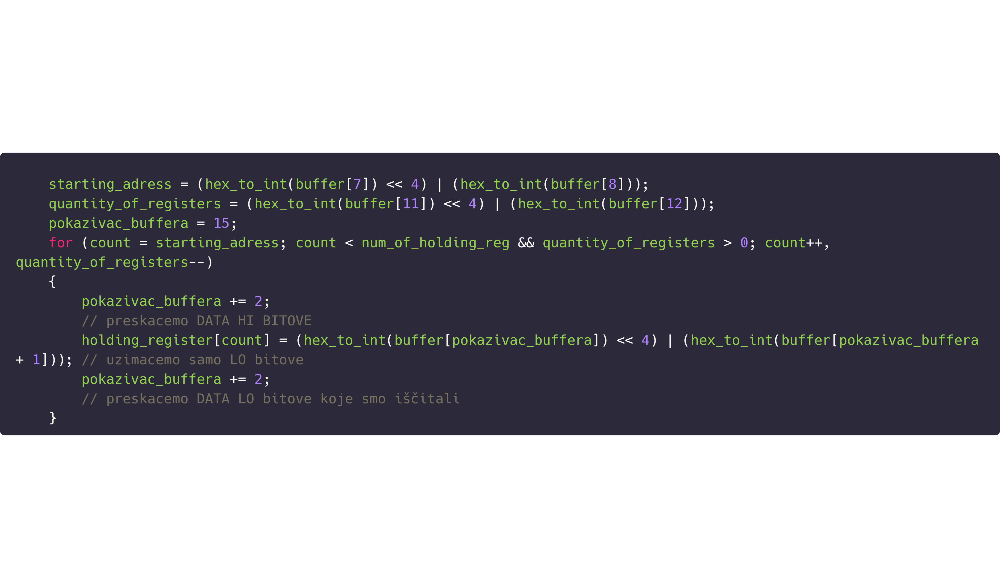 starting_adress = (hex_to_int(buffer[7]) << 4) | (hex_to_int(buffer[8]));
quantity_of_registers = (hex_to_int(buffer[11]) << 4) | (hex_to_int(buffer[12]));
pokazivac_buffera = 15;
for (count = starting_adress; count < num_of_holding_reg && quantity_of_registers > 0; count++,
quantity_of_registers--)
{
pokazivac_buffera += 2;
// preskacemo DATA HI BITOVE
holding_register[count] = (hex_to_int(buffer[pokazivac_buffera]) << 4) | (hex_to_int(buffer[pokazivac_buffera
+ 1])); // uzimacemo samo LO bitove
pokazivac_buffera += 2;
// preskacemo DATA LO bitove koje smo iščitali
}